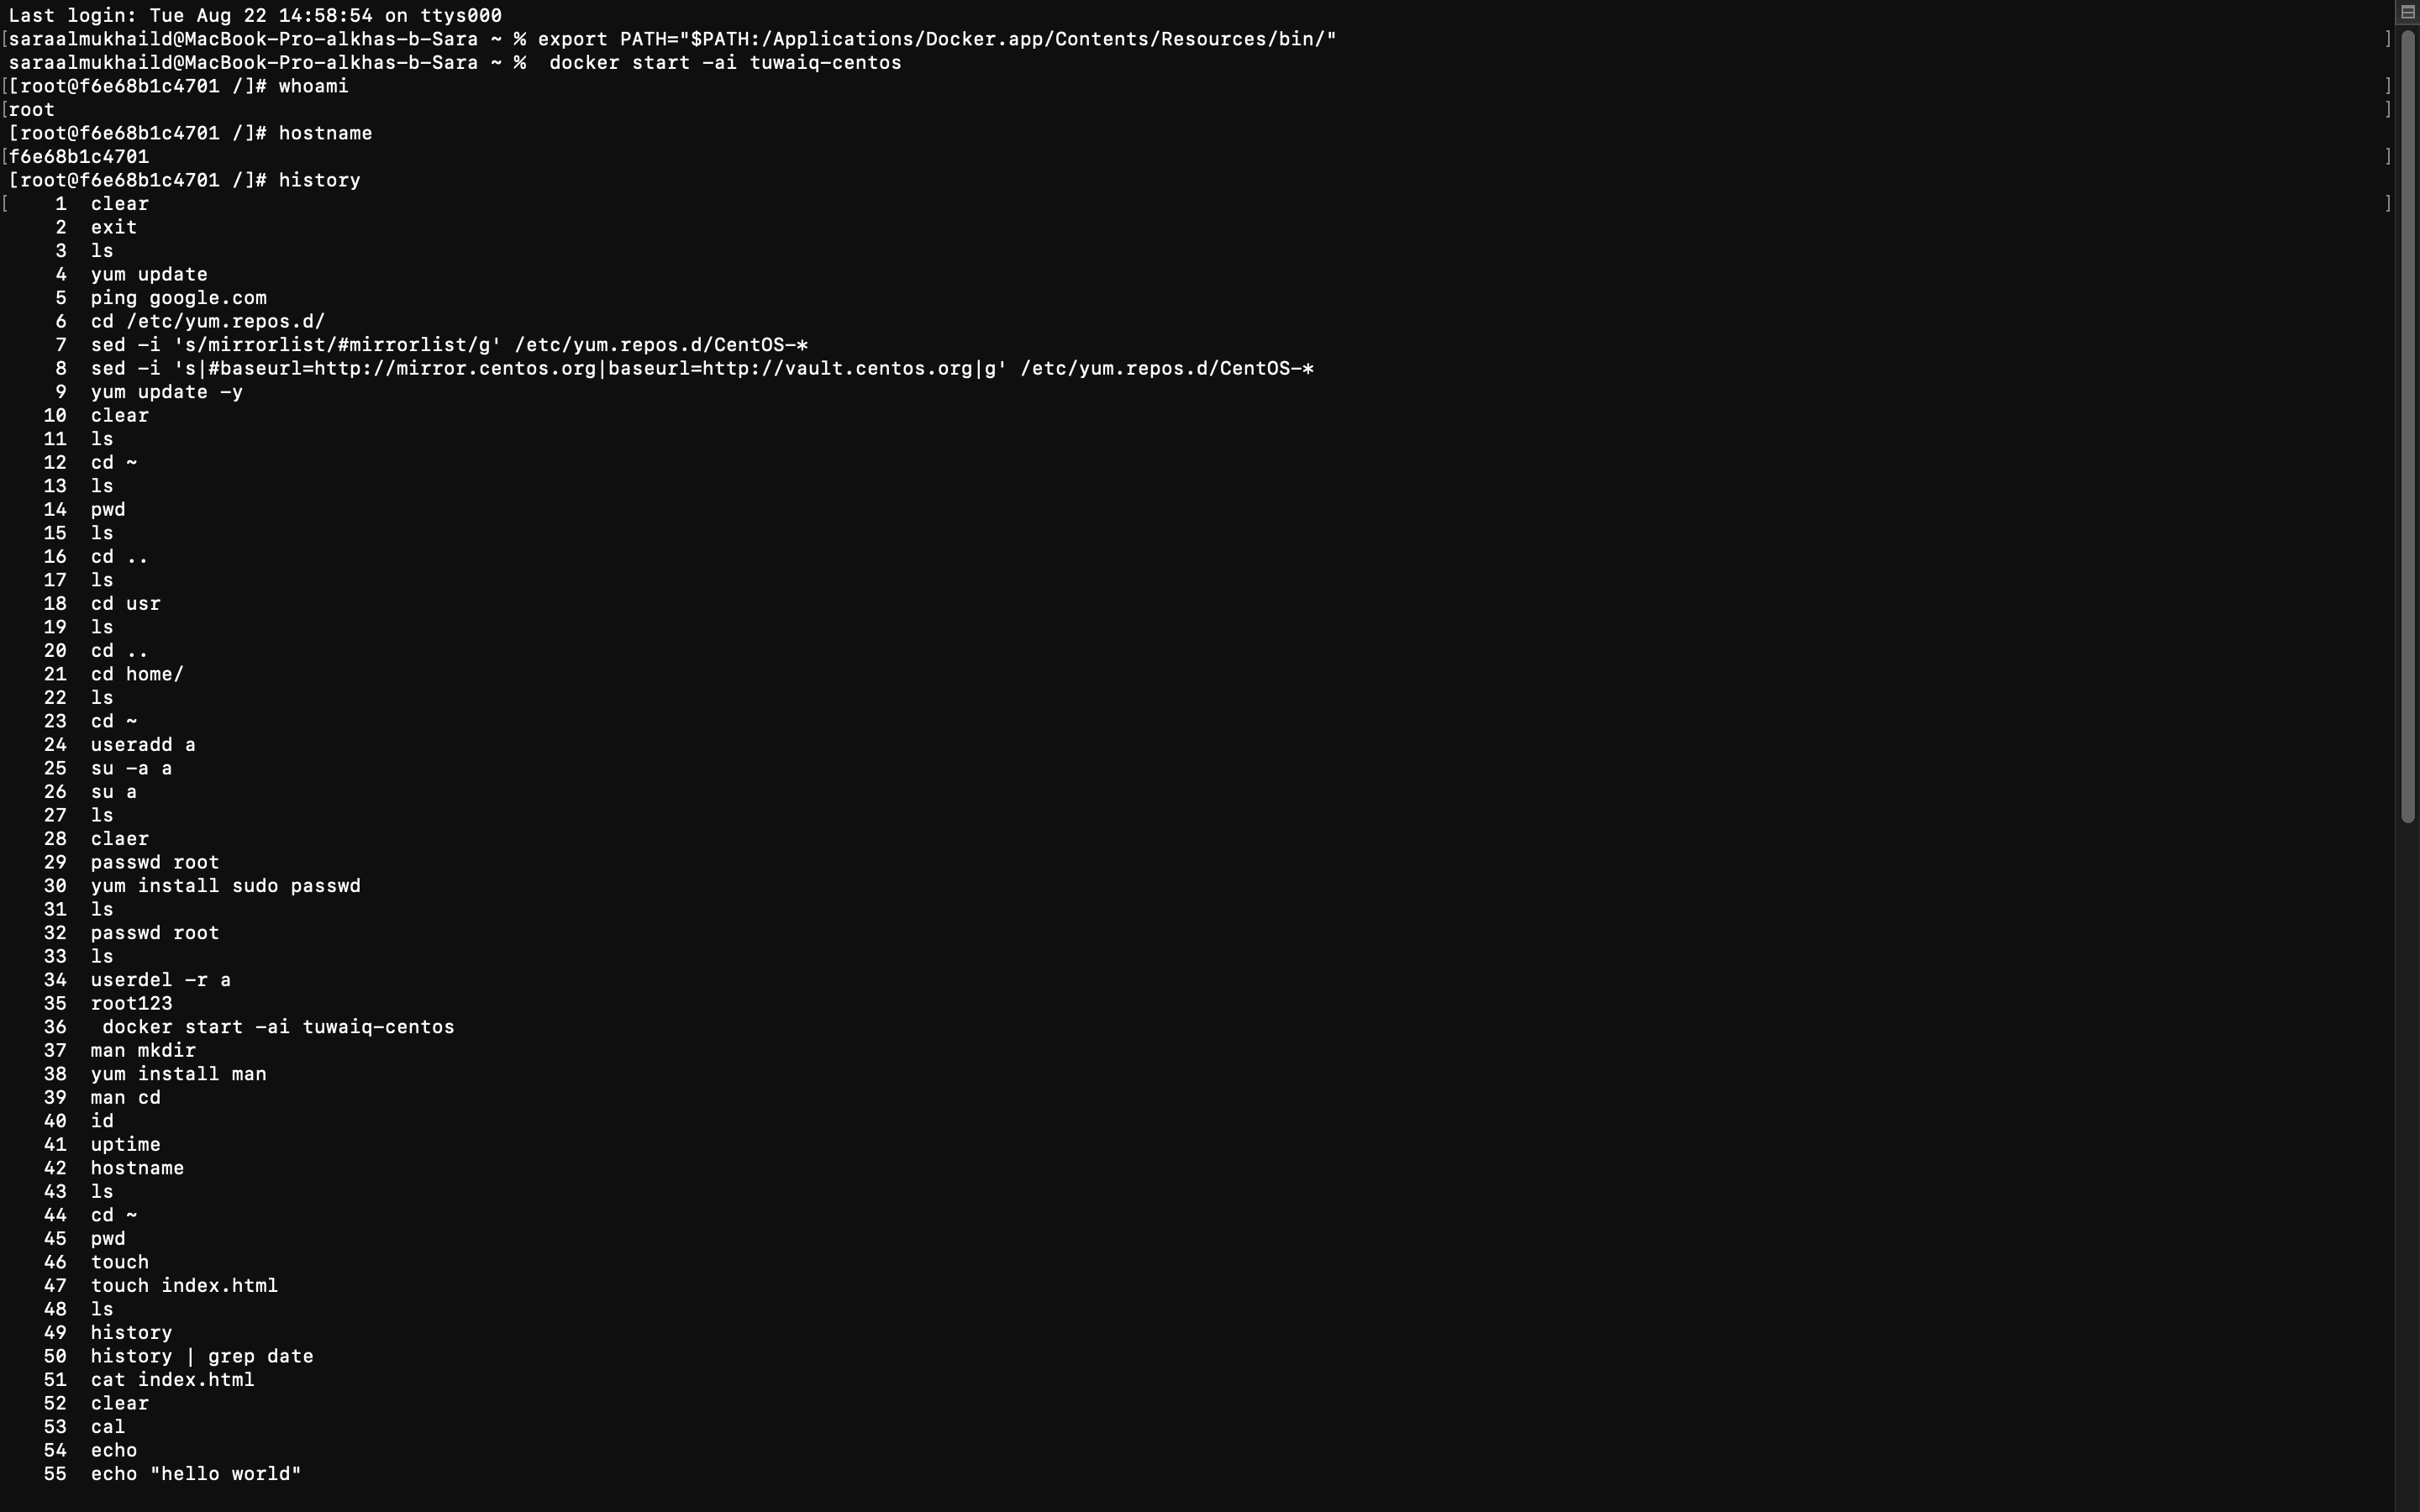 Last login: Tue Aug 22 14:58:54 on ttys000
[saraalmukhaild@MacBook-Pro-alkhas-b-Sara ~ % export PATH="$PATH:/Applications/Docker.app/Contents/Resources/bin/" ]
saraalmukhaild@MacBook-Pro-alkhas-b-Sara ~ %  docker start -ai tuwaiq-centos
[[root@f6e68b1c4701 /]# whoami ]
[root ]
[root@f6e68b1c4701 /]# hostname
[f6e68b1c4701 ]
[root@f6e68b1c4701 /]# history
[    1  clear ]
    2  exit
    3  ls
    4  yum update
    5  ping google.com
    6  cd /etc/yum.repos.d/
    7  sed -i 's/mirrorlist/#mirrorlist/g' /etc/yum.repos.d/CentOS-*
    8  sed -i 's|#baseurl=http://mirror.centos.org|baseurl=http://vault.centos.org|g' /etc/yum.repos.d/CentOS-*
    9  yum update -y
   10  clear
   11  ls
   12  cd ~
   13  ls
   14  pwd
   15  ls
   16  cd ..
   17  ls
   18  cd usr
   19  ls
   20  cd ..
   21  cd home/
   22  ls
   23  cd ~
   24  useradd a
   25  su -a a
   26  su a
   27  ls
   28  claer
   29  passwd root
   30  yum install sudo passwd
   31  ls
   32  passwd root
   33  ls
   34  userdel -r a
   35  root123
   36   docker start -ai tuwaiq-centos
   37  man mkdir
   38  yum install man
   39  man cd
   40  id
   41  uptime
   42  hostname
   43  ls
   44  cd ~
   45  pwd
   46  touch
   47  touch index.html
   48  ls
   49  history
   50  history | grep date
   51  cat index.html
   52  clear
   53  cal
   54  echo
   55  echo "hello world"